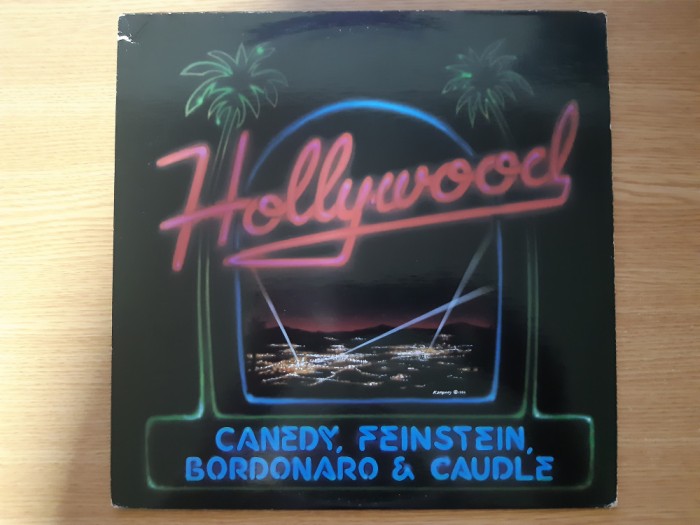 Hollywood
CANEDY, FEINSTEIN,
BORDONARO & CAUDLE